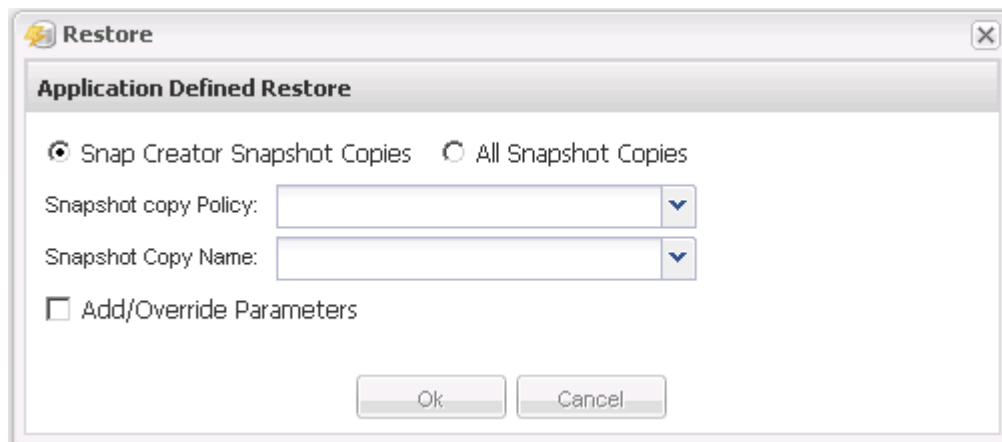 Restore
Application Defined Restore
Snap Creator Snapshot Copies All Snapshot Copies
Snapshot copy Policy:
Snapshot Copy Name:
Add/Override Parameters
Ok Cancel